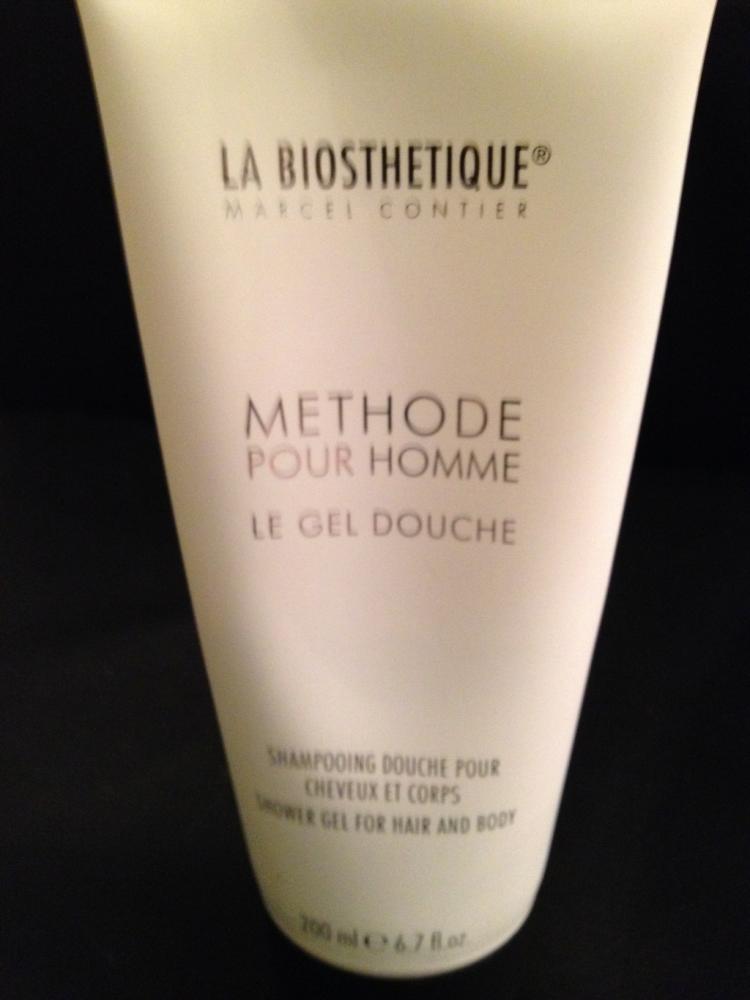 LA BIOSTHETIQUE®
MARCEL CONTIER
METHODE
POUR HOMME
LE GEL DOUCHE
SHAMPOOING DOUCHE POUR
CHEVEUX ET CORPS
SHOWER GEL FOR HAIR AND BODY
200 ml ℮ 6.7 fl.oz